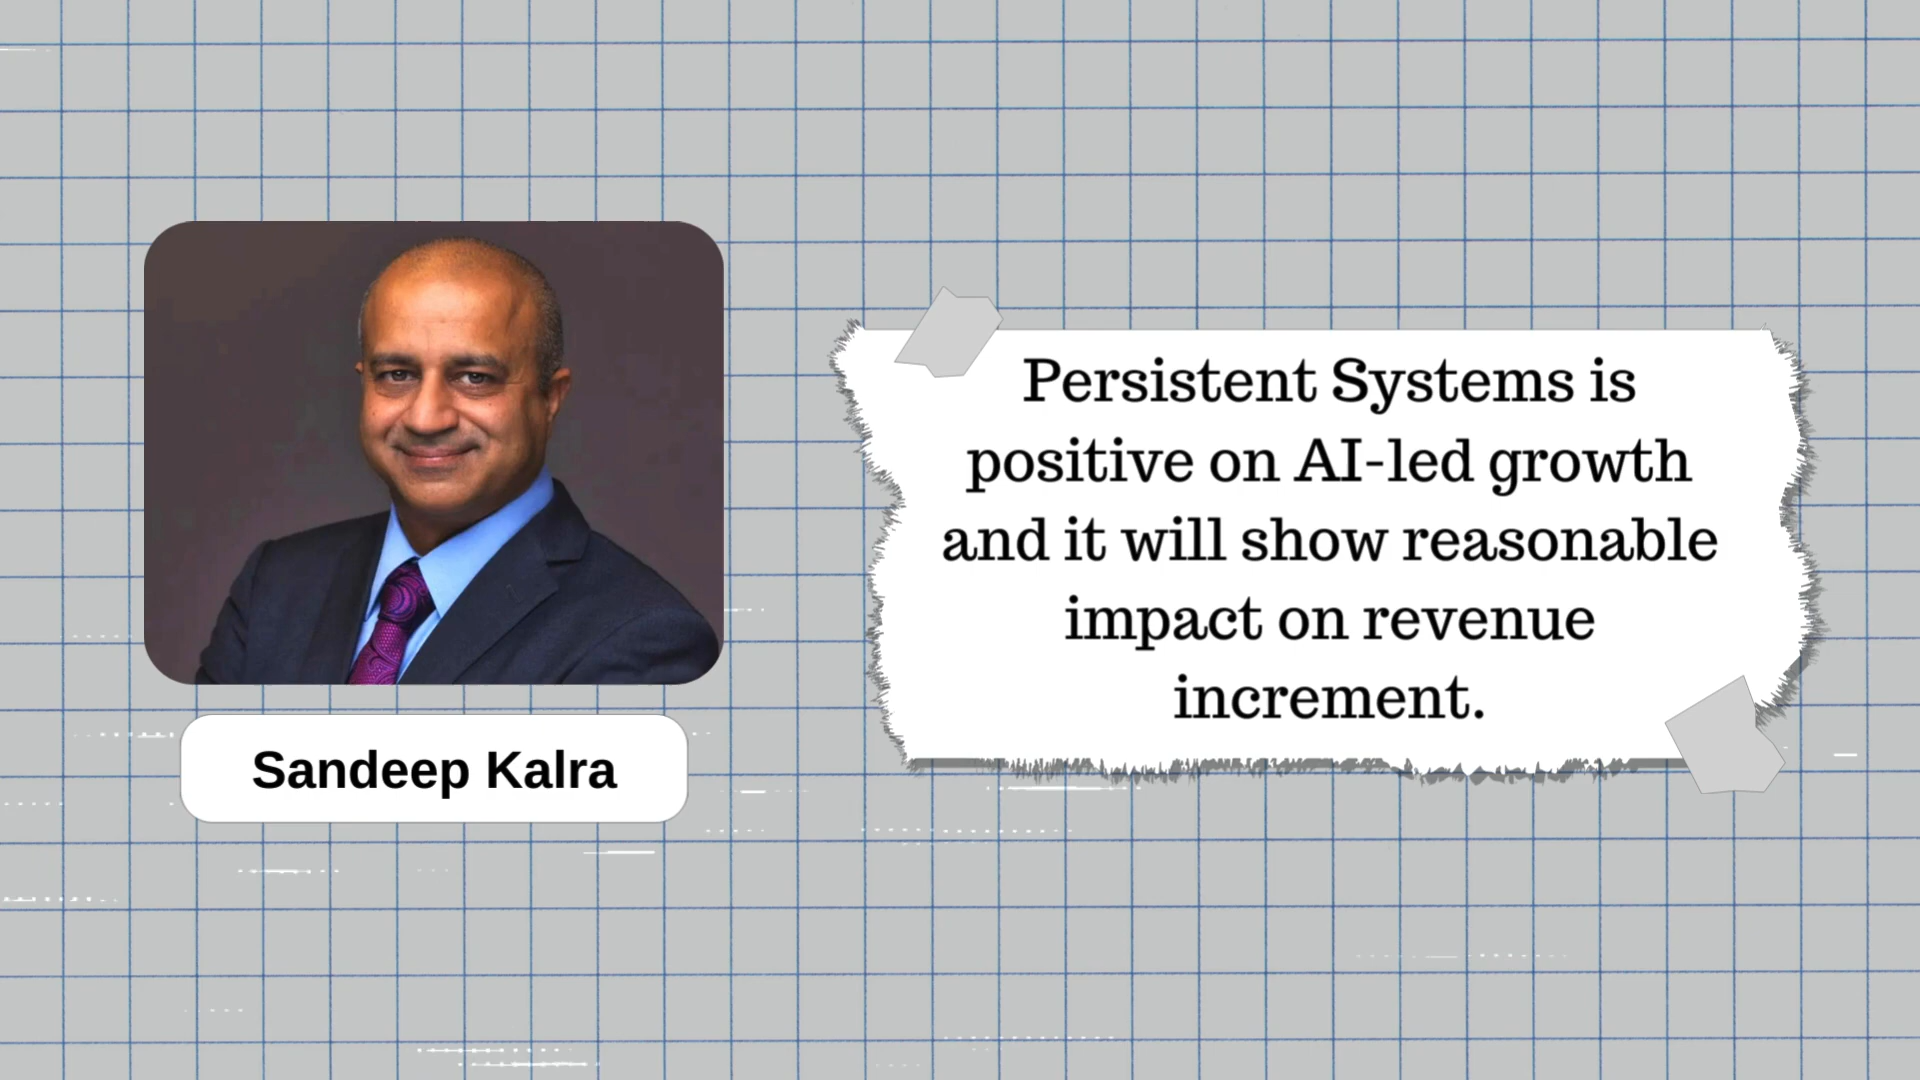 Sandeep Kalra
Persistent Systems is
positive on AI-led growth
and it will show reasonable
impact on revenue
increment.